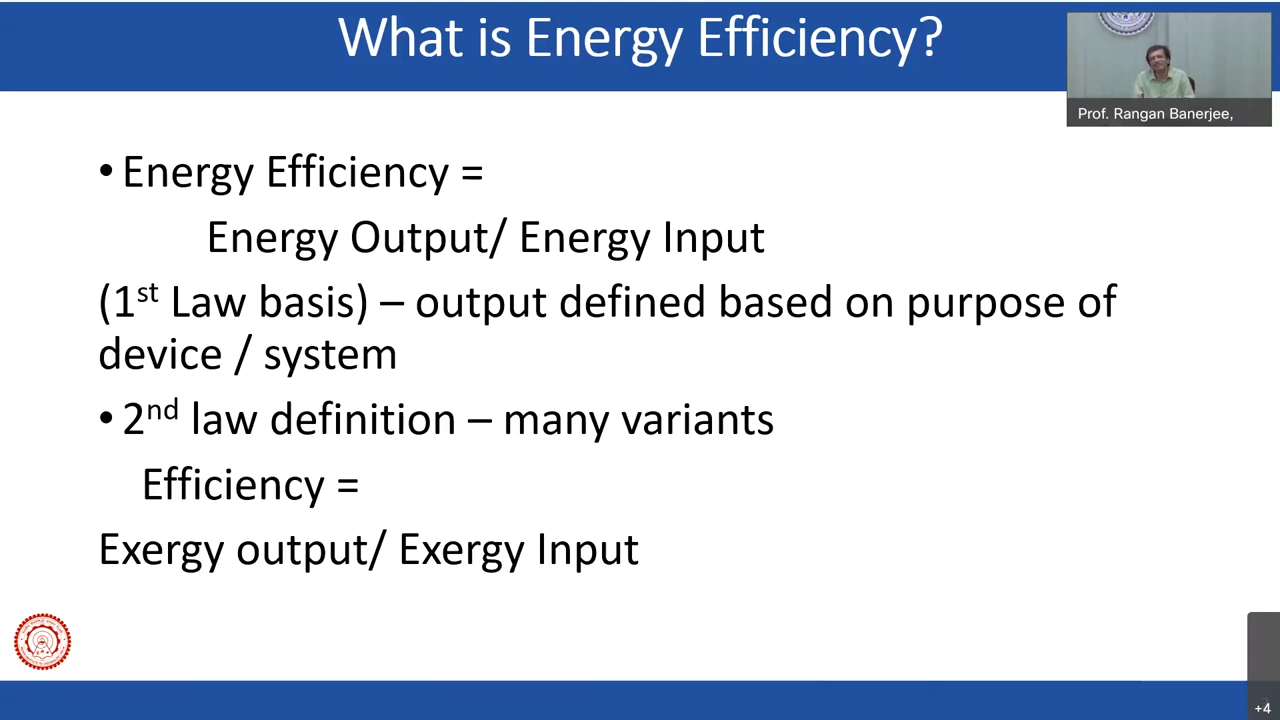 What is Energy Efficiency?
Prof. Rangan Banerjee,
• Energy Efficiency =
Energy Output/ Energy Input
(1st Law basis) – output defined based on purpose of
device / system
• 2nd law definition – many variants
Efficiency =
Exergy output/ Exergy Input
+4